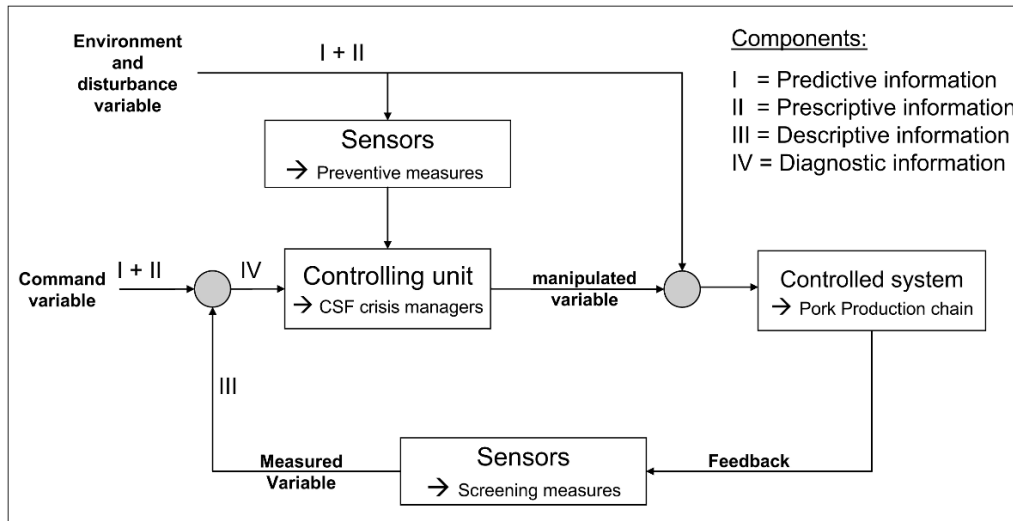 Environment
and
disturbance
variable
I + II
Components:
I = Predictive information
II = Prescriptive information
III = Descriptive information
IV = Diagnostic information
Sensors
→ Preventive measures
Command
variable
I + II
IV
Controlling unit
→ CSF crisis managers
manipulated
variable
Controlled system
→ Pork Production chain
III
Measured
Variable
Sensors
→ Screening measures
Feedback